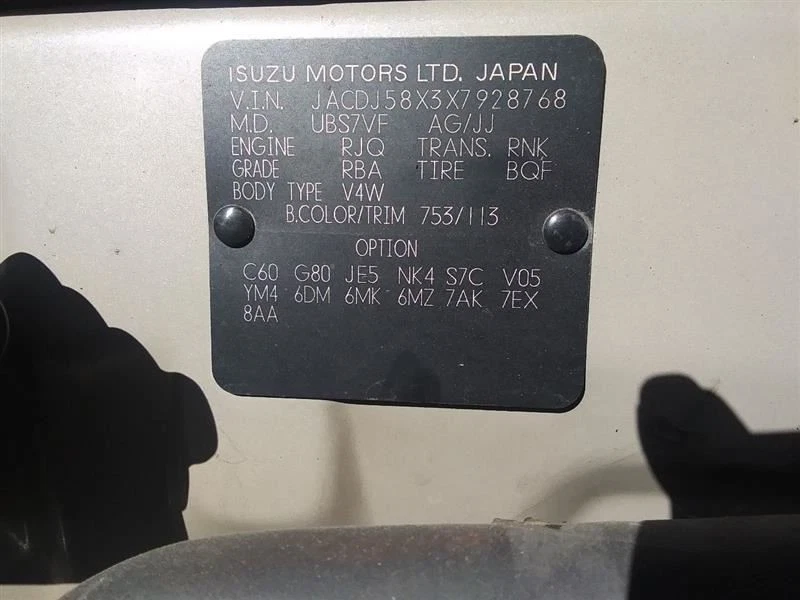 ISUZU MOTORS LTD. JAPAN
V.I.N. JACDJ58X3X7928768
M.D. UBS7VF AG/JJ
ENGINE RJQ TRANS. RNK
GRADE RBA TIRE BQF
BODY TYPE V4W
B.COLOR/TRIM 753/113
OPTION
C60 G80 JE5 NK4 S7C V05
YM4 6DM 6MK 6MZ 7AK 7EX
8AA